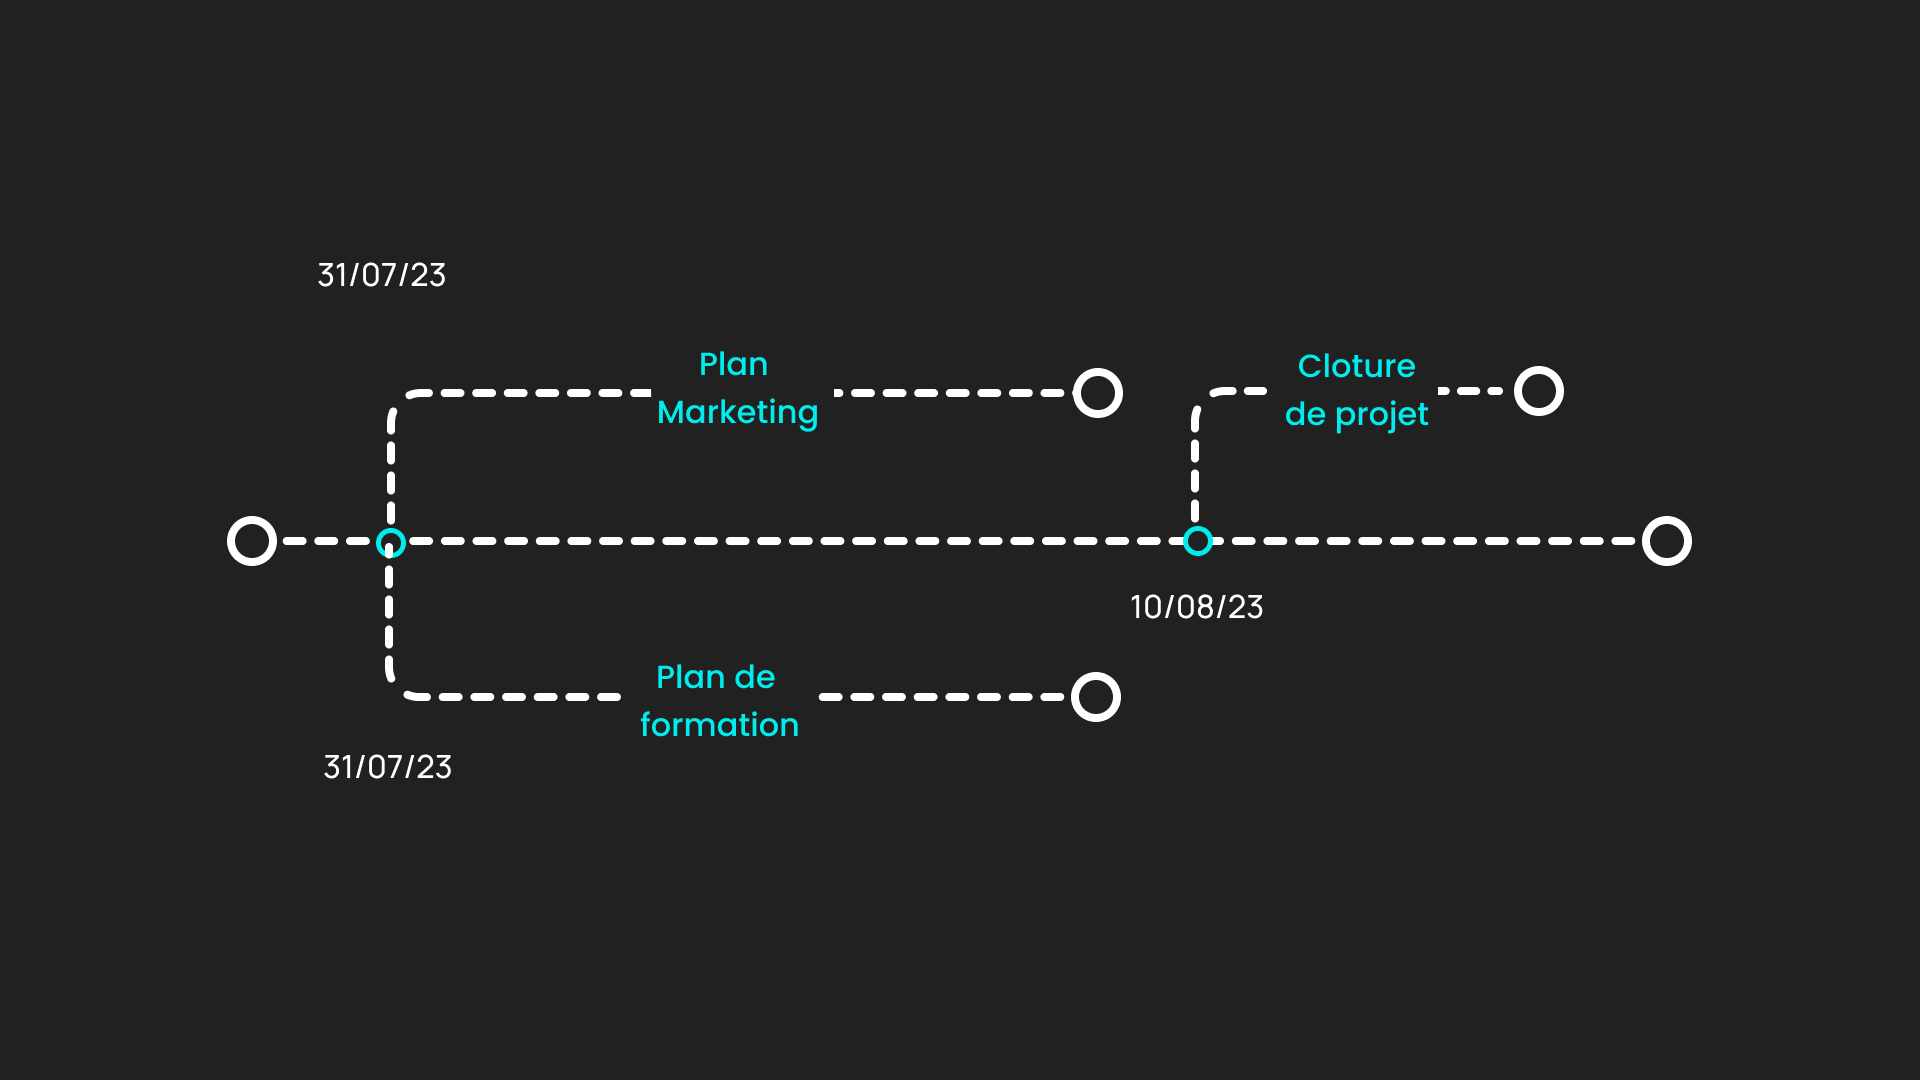 31/07/23
Plan
Marketing
Cloture
de projet
10/08/23
Plan de
formation
31/07/23